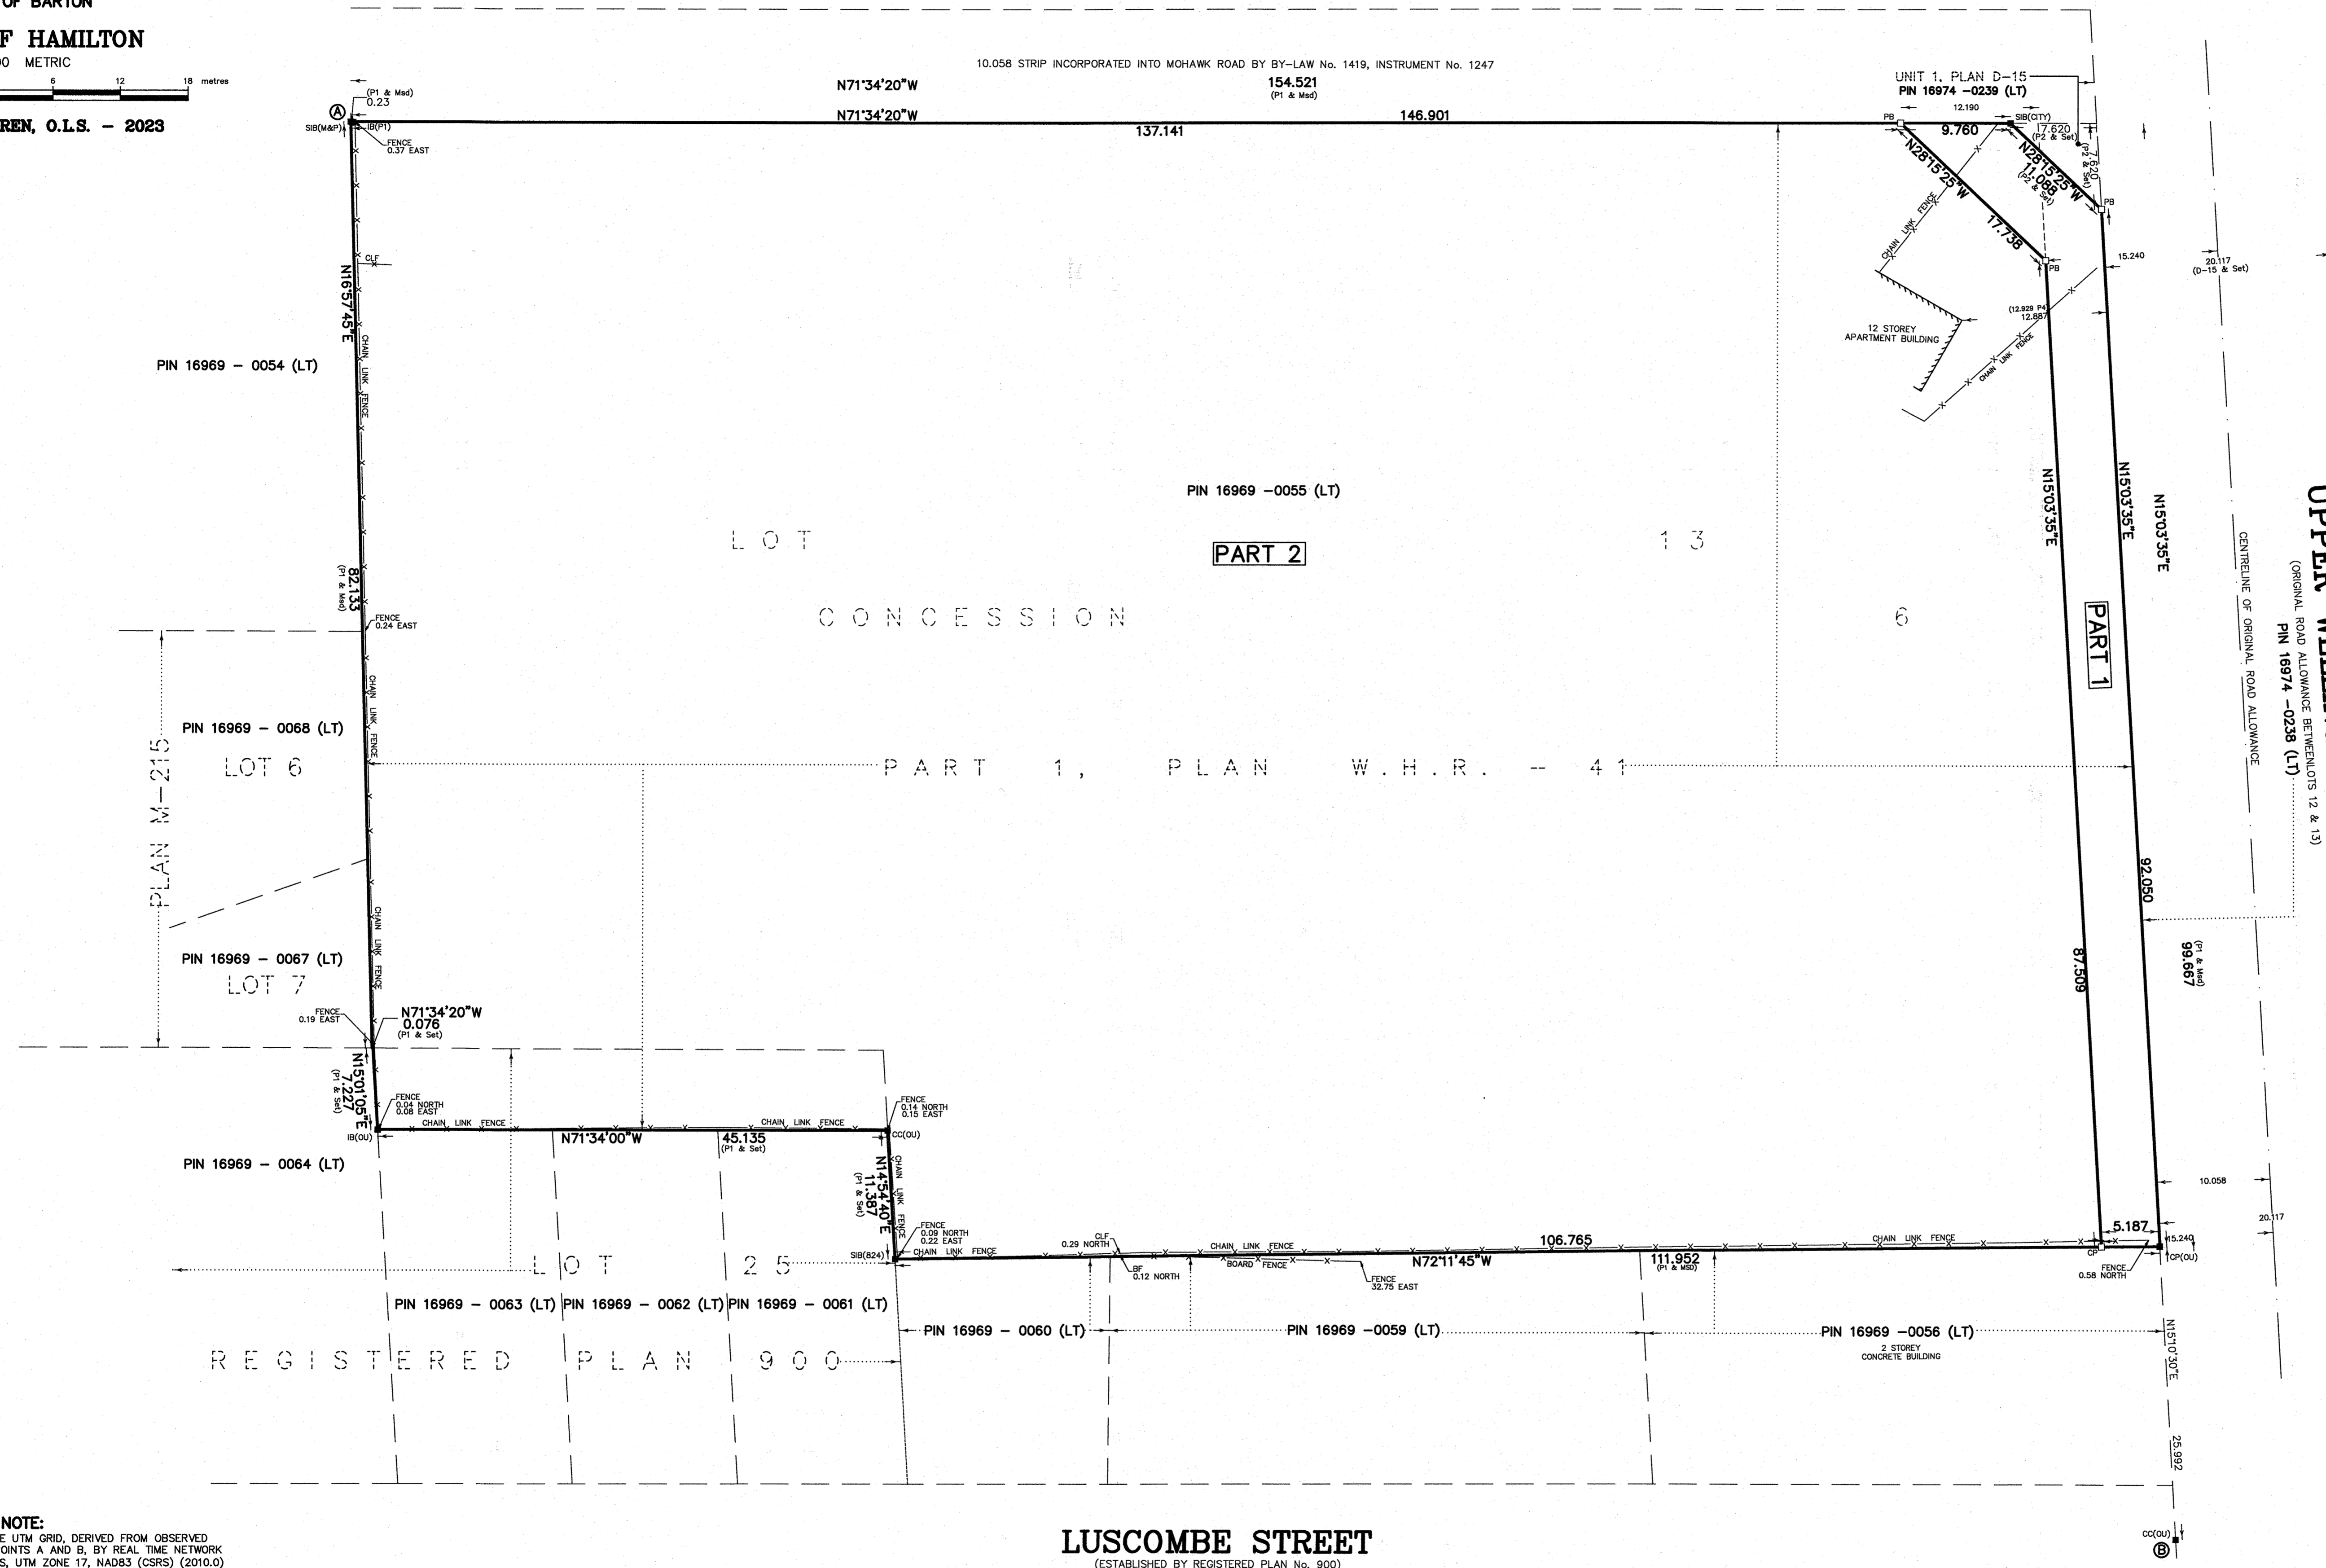 OF BARTON
F HAMILTON
00 METRIC
6 12 18 metres
REN, O.L.S. – 2023
10.058 STRIP INCORPORATED INTO MOHAWK ROAD BY BY-LAW No. 1419, INSTRUMENT No. 1247
N71°34'20"W
154.521
(P1 & Msd)
N71°34'20"W
146.901
137.141
(P1 & Msd)
0.23
A
SIB(M&P)
IB(P1)
FENCE
0.37 EAST
UNIT 1, PLAN D-15
PIN 16974 -0239 (LT)
12.190
PB
9.760
SIB(CITY)
7.620
(P2 & Set)
7.620
(P2 & Set)
N28°15'25"W
11.088
(P2 & Set)
N28°15'25"W
17.738
PB
PB
CHAIN LINK FENCE
15.240
20.117
(D-15 & Set)
(12.929 P4)
12.887
12 STOREY
APARTMENT BUILDING
CHAIN LINK FENCE
CLF
N16°57'45"E
CHAIN LINK FENCE
PIN 16969 – 0054 (LT)
PIN 16969 -0055 (LT)
LOT 13
PART 2
CONCESSION 6
N15°03'35"E
N15°03'35"E
N15°03'35"E
PART 1
CENTRELINE OF ORIGINAL ROAD ALLOWANCE
UPPER
(ORIGINAL ROAD ALLOWANCE BETWEENLOTS 12 & 13)
PIN 16974 -0238 (LT)
82.133
(P1 & Msd)
FENCE
0.24 EAST
CHAIN LINK FENCE
PIN 16969 – 0068 (LT)
LOT 6
PLAN M-215
PART 1, PLAN W.H.R. – 41
92.050
87.509
99.667
(P1 & Msd)
CHAIN LINK FENCE
PIN 16969 – 0067 (LT)
LOT 7
FENCE
0.19 EAST
N71°34'20"W
0.076
(P1 & Set)
N15°01'05"E
7.227
(P1 & Set)
FENCE
0.04 NORTH
0.08 EAST
IB(OU)
CHAIN LINK FENCE
CHAIN LINK FENCE
N71°34'00"W
45.135
(P1 & Set)
FENCE
0.14 NORTH
0.15 EAST
CC(OU)
PIN 16969 – 0064 (LT)
N14°54'40"E
11.387
(P1 & Set)
CHAIN LINK FENCE
FENCE
0.09 NORTH
0.22 EAST
SIB(824)
CHAIN LINK FENCE
CLF
0.29 NORTH
BF
0.12 NORTH
CHAIN LINK FENCE
BOARD FENCE
FENCE
32.75 EAST
N72°11'45"W
106.765
111.952
(P1 & MSD)
CHAIN LINK FENCE
5.187
CP
CP(OU)
FENCE
0.58 NORTH
10.058
20.117
15.240
LOT 25
PIN 16969 – 0063 (LT)
PIN 16969 – 0062 (LT)
PIN 16969 – 0061 (LT)
PIN 16969 – 0060 (LT)
PIN 16969 -0059 (LT)
PIN 16969 -0056 (LT)
2 STOREY
CONCRETE BUILDING
REGISTERED PLAN 900
N15°10'30"E
25.992
CC(OU)
B
NOTE:
E UTM GRID, DERIVED FROM OBSERVED
OINTS A AND B, BY REAL TIME NETWORK
S, UTM ZONE 17, NAD83 (CSRS) (2010.0)
LUSCOMBE STREET
(ESTABLISHED BY REGISTERED PLAN No. 900)